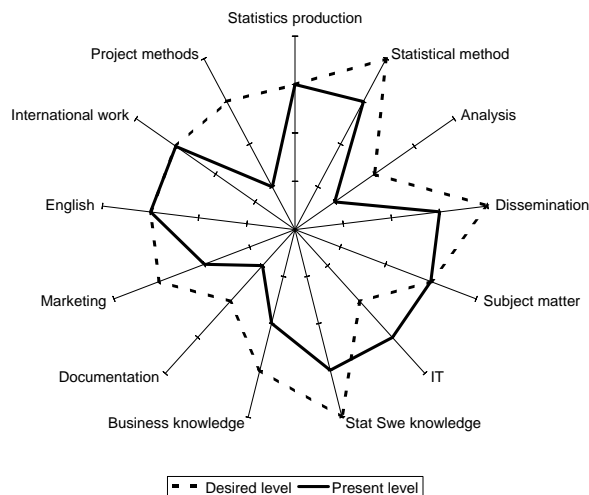 Statistics production
Project methods
Statistical method
International work
Analysis
English
Dissemination
Marketing
Subject matter
Documentation
IT
Business knowledge
Stat Swe knowledge
Desired level
Present level